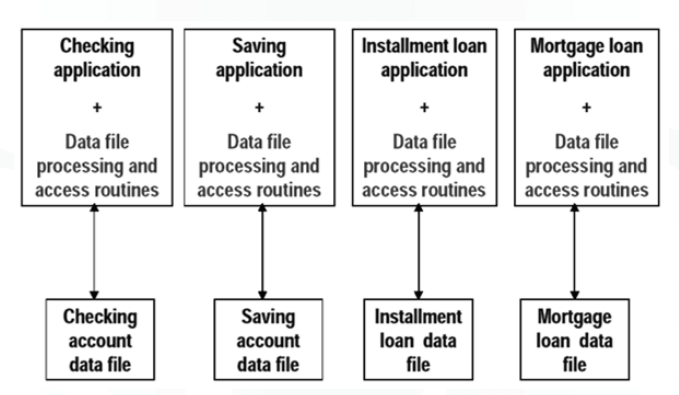 Checking
application
+
Data file
processing and
access routines
Saving
application
+
Data file
processing and
access routines
Installment loan
application
+
Data file
processing and
access routines
Mortgage loan
application
+
Data file
processing and
access routines
Checking
account
data file
Saving
account
data file
Installment
loan data
file
Mortgage
loan data
file